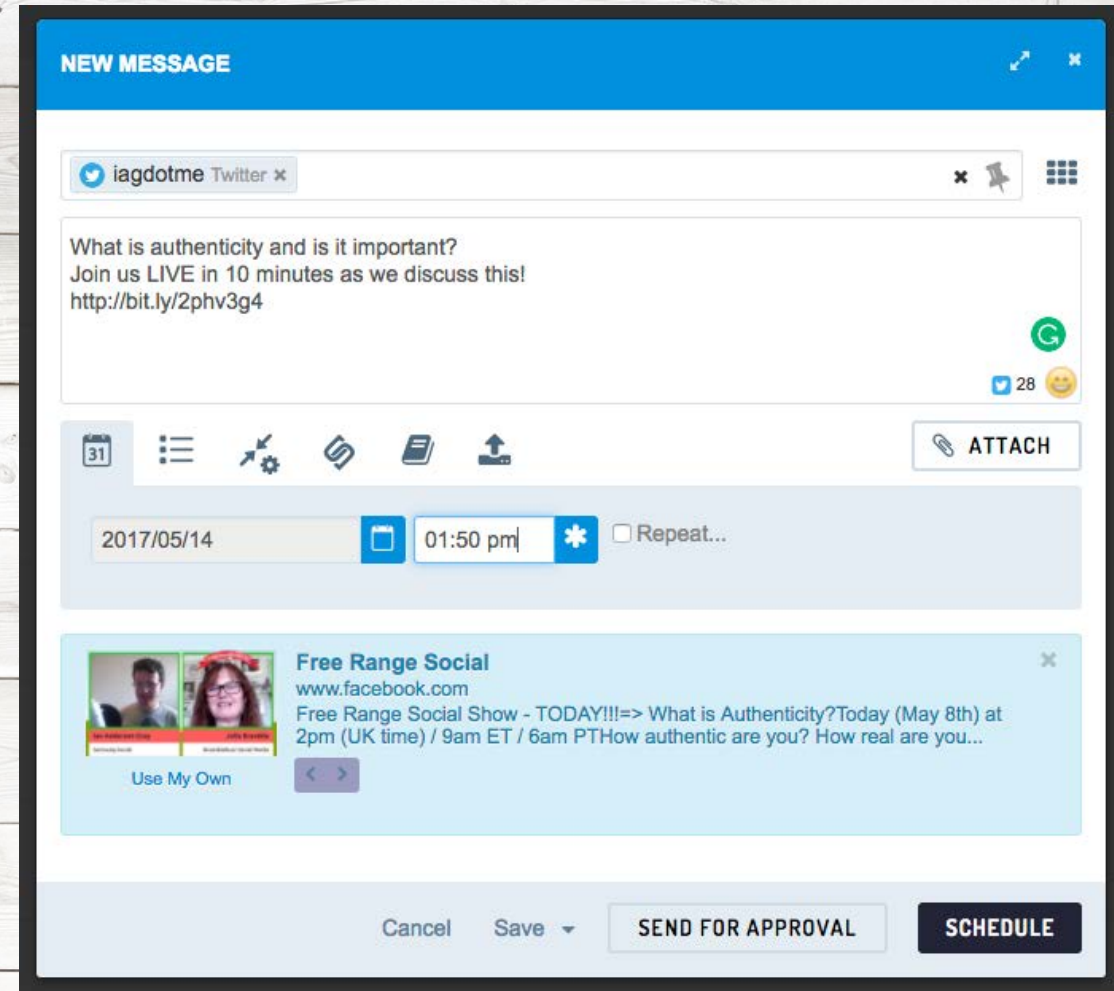 NEW MESSAGE
iagdotme Twitter
What is authenticity and is it important?
Join us LIVE in 10 minutes as we discuss this!
http://bit.ly/2phv3g4
28
31
ATTACH
2017/05/14
01:50 pm
Repeat...
Free Range Social
www.facebook.com
Free Range Social Show - TODAY!!!=> What is Authenticity?Today (May 8th) at
2pm (UK time) / 9am ET / 6am PTHow authentic are you? How real are you...
Use My Own
Cancel Save SEND FOR APPROVAL SCHEDULE